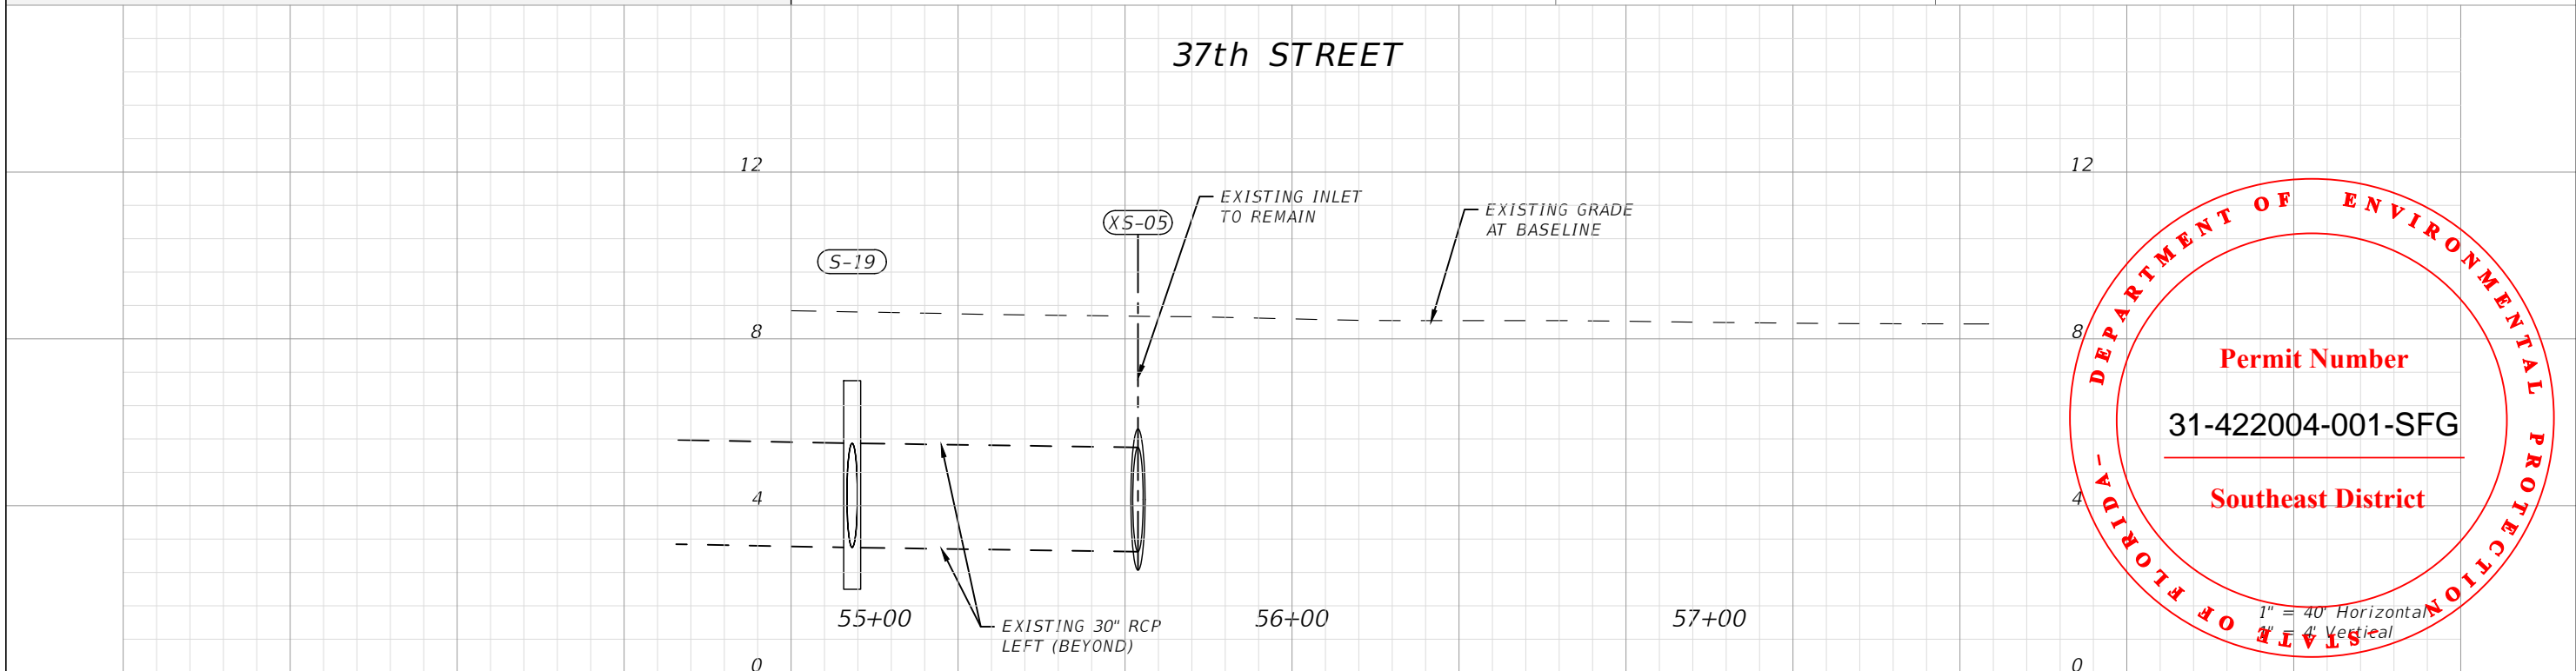 37th STREET
12
12
EXISTING INLET
TO REMAIN
EXISTING GRADE
AT BASELINE
XS-05
S-19
8
8
4
4
55+00
56+00
57+00
EXISTING 30" RCP
LEFT (BEYOND)
0
0
1" = 40' Horizontal
1" = 4' Vertical
DEPARTMENT OF ENVIRONMENTAL PROTECTION
-STATE OF FLORIDA-
Permit Number
31-422004-001-SFG
Southeast District